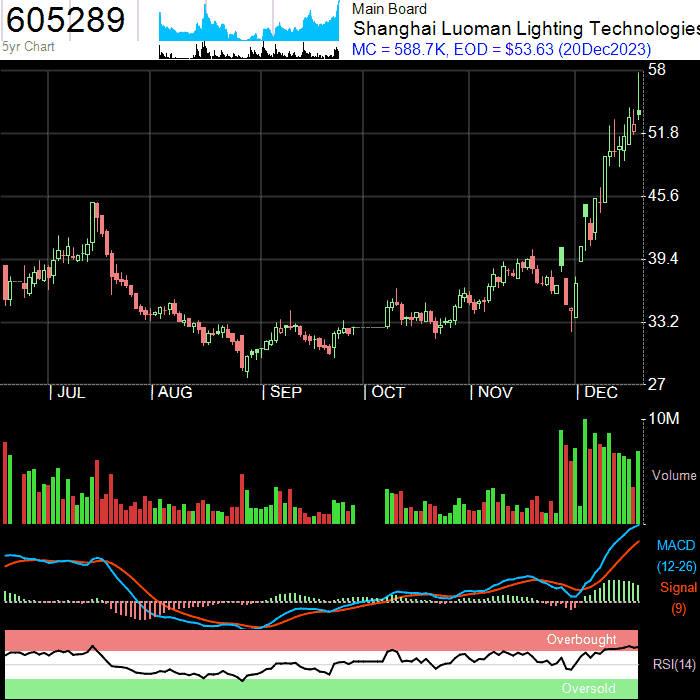 605289
5yr Chart
Main Board
Shanghai Luoman Lighting Technologies
MC = 588.7K, EOD = $53.63 (20Dec2023)
58
51.8
45.6
39.4
33.2
27
JUL AUG SEP OCT NOV DEC
10M
Volume
MACD
(12-26)
Signal
(9)
Overbought
RSI(14)
Oversold